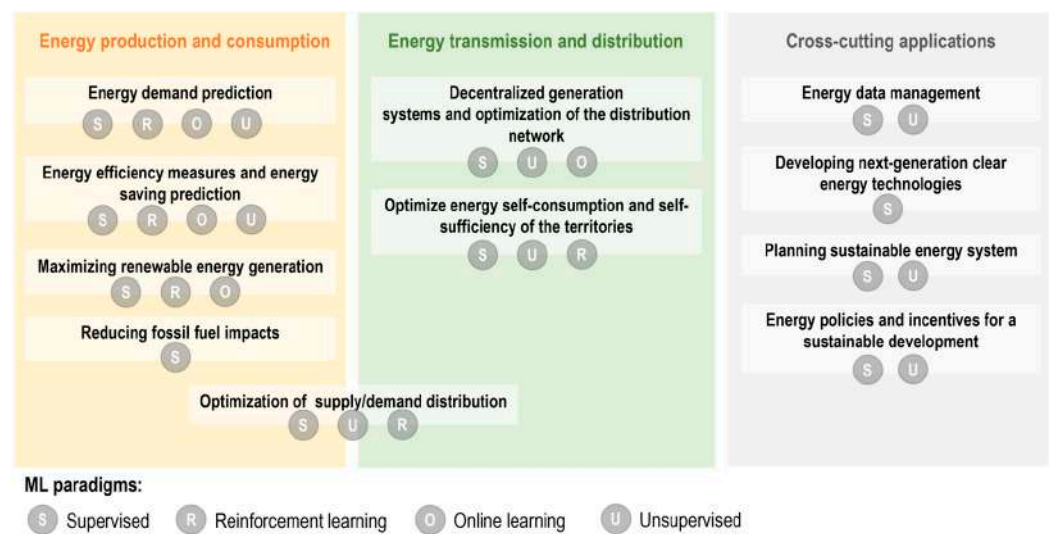 Energy production and consumption
Energy demand prediction
S R O U
Energy efficiency measures and energy
saving prediction
S R O U
Maximizing renewable energy generation
S R O
Reducing fossil fuel impacts
S
Energy transmission and distribution
Decentralized generation
systems and optimization of the distribution
network
S U O
Optimize energy self-consumption and self-
sufficiency of the territories
S U R
Optimization of supply/demand distribution
S U R
Cross-cutting applications
Energy data management
S U
Developing next-generation clear
energy technologies
S
Planning sustainable energy system
S U
Energy policies and incentives for a
sustainable development
S U
ML paradigms:
S Supervised R Reinforcement learning O Online learning U Unsupervised